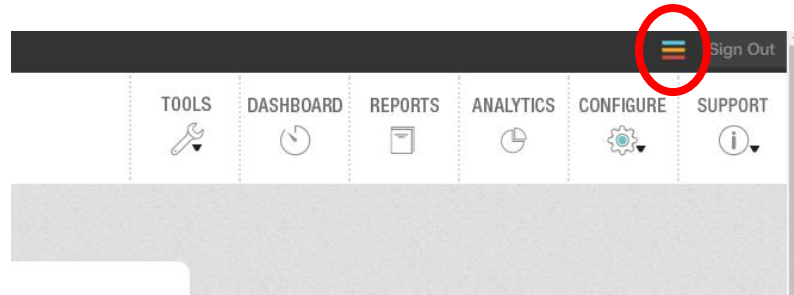 Sign Out
TOOLS DASHBOARD REPORTS ANALYTICS CONFIGURE SUPPORT
i